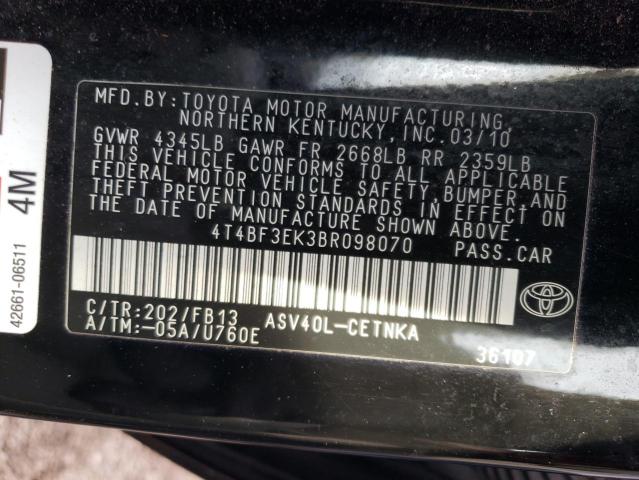 MFD.BY:TOYOTA MOTOR MANUFACTURING
NORTHERN KENTUCKY, INC.03/10
GVWR 4345LB GAWR FR 2668LB RR 2359LB
THIS VEHICLE CONFORMS TO ALL APPLICABLE
FEDERAL MOTOR VEHICLE SAFETY, BUMPER, AND
THEFT PREVENTION STANDARDS IN EFFECT ON
THE DATE OF MANUFACTURE SHOWN ABOVE.
4T4BF3EK3BR098070 PASS.CAR
C/TR:202/FB13 ASV40L-CETNKA
A/TM:-05A/U760E
36107
42661-06511
4M